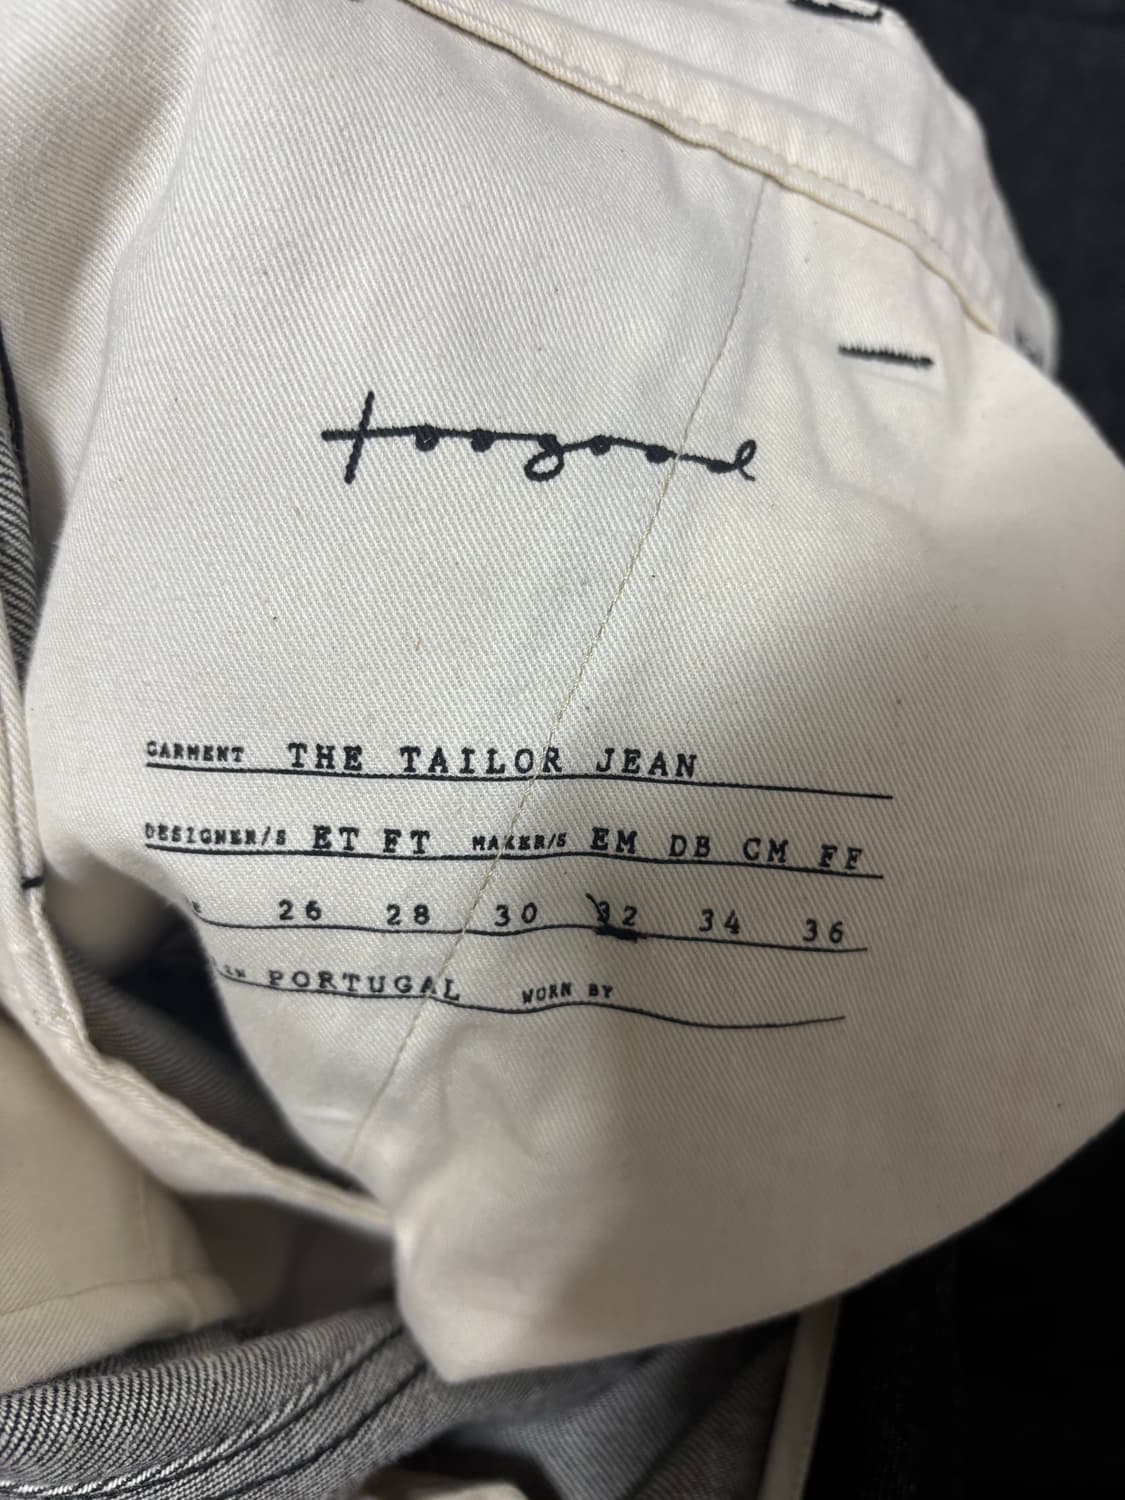 toogood
GARMENT THE TAILOR JEAN
DESIGNER/S ET FT MAKER/S EM DB CM FF
26 28 30 32 34 36
PORTUGAL WORN BY